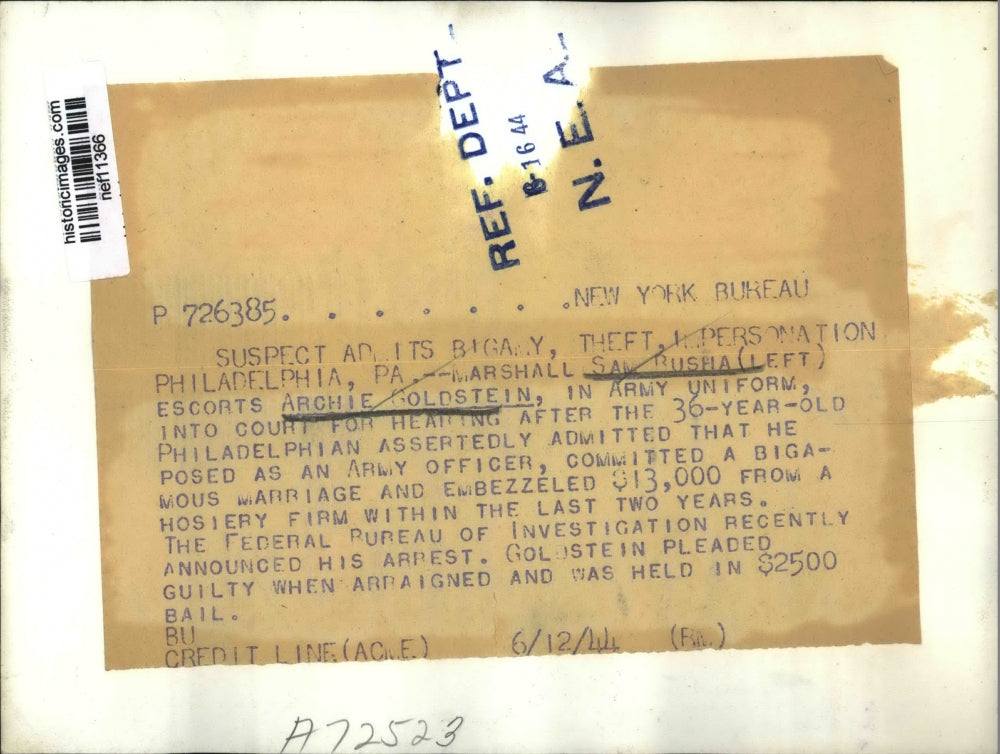 historicimages.com
nef11366
REF. DEPT.
6-16 44
N. E. A.
P 726385. . . . . . .NEW YORK BUREAU
SUSPECT ADMITS BIGAMY, THEFT, IMPERSONATION
PHILADELPHIA, PA.--MARSHALL SAM RUSHA(LEFT)
ESCORTS ARCHIE GOLDSTEIN, IN ARMY UNIFORM,
INTO COURT FOR HEARING AFTER THE 36-YEAR-OLD
PHILADELPHIAN ASSERTEDLY ADMITTED THAT HE
POSED AS AN ARMY OFFICER, COMMITTED A BIGA-
MOUS MARRIAGE AND EMBEZZELED $13,000 FROM A
HOSIERY FIRM WITHIN THE LAST TWO YEARS.
THE FEDERAL BUREAU OF INVESTIGATION RECENTLY
ANNOUNCED HIS ARREST. GOLDSTEIN PLEADED
GUILTY WHEN ARRAIGNED AND WAS HELD IN $2500
BAIL.
BU
CREDIT LINE(ACME) 6/12/44 (RM)
A72523